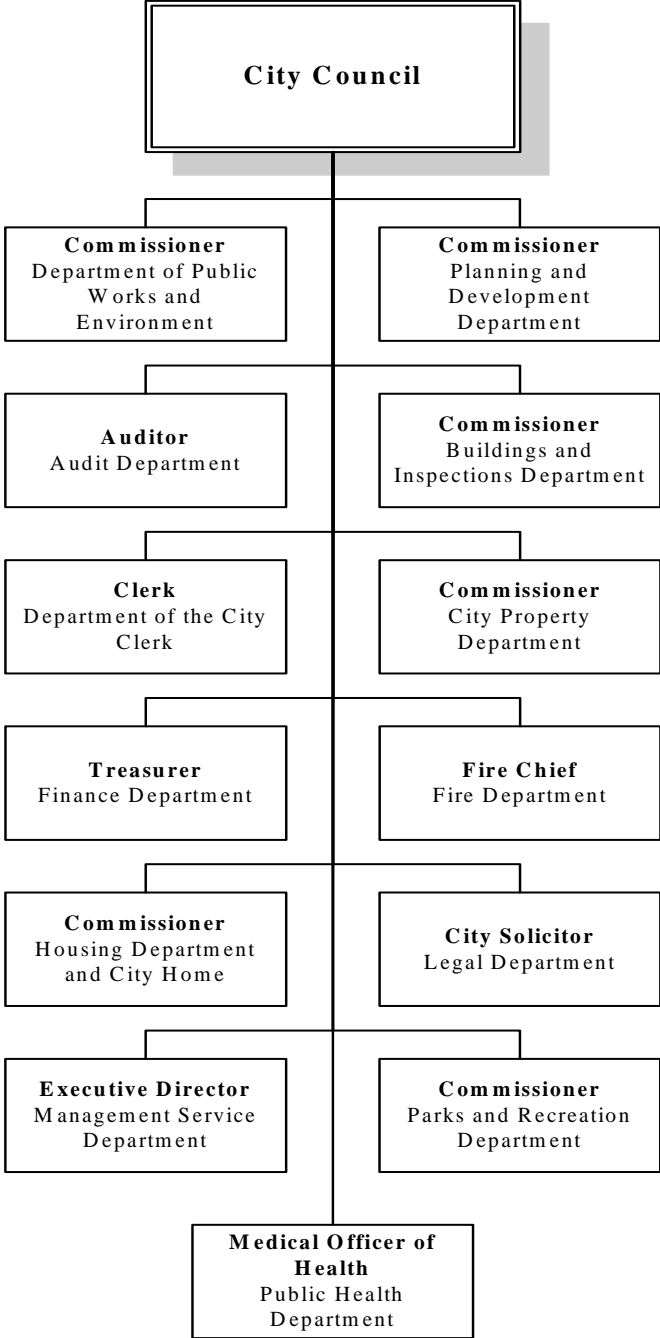 City Council
Commissioner
Department of Public
Works and
Environment
Commissioner
Planning and
Development
Department
Auditor
Audit Department
Commissioner
Buildings and
Inspections Department
Clerk
Department of the City
Clerk
Commissioner
City Property
Department
Treasurer
Finance Department
Fire Chief
Fire Department
Commissioner
Housing Department
and City Home
City Solicitor
Legal Department
Executive Director
Management Service
Department
Commissioner
Parks and Recreation
Department
Medical Officer of
Health
Public Health
Department